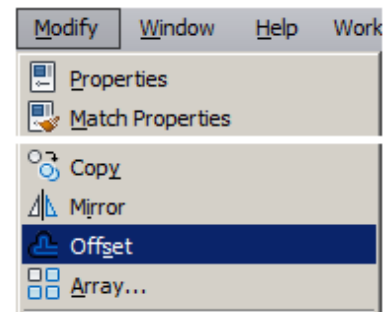 Modify Window Help Work
Properties
Match Properties
Copy
Mirror
Offset
Array...